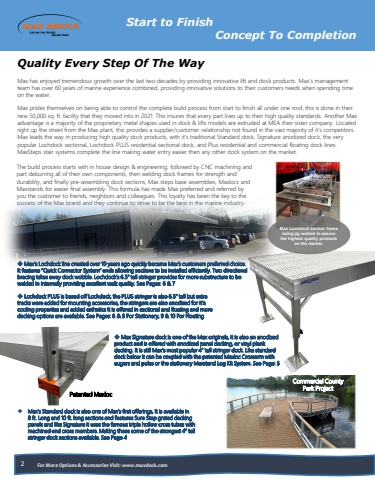 MAX DOCKS
Start to Finish
Concept To Completion
Quality Every Step Of The Way
Max has enjoyed tremendous growth over the last two decades by providing innovative lift and dock products. Max's management
team has over 60 years of marine experience combined, providing innovative solutions to their customers needs when spending time
on the water.
Max prides themselves on being able to control the complete build process from start to finish all under one roof, this is done in their
new 50,000 sq. ft. facility that they moved into in 2021. This insures that every part lives up to their high quality standards. Another Max
advantage is a majority of the proprietary metal shapes used in dock & lifts models are extruded at MEA their sister company. Located
right up the street from the Max plant, this provides a supplier/customer relationship not found in the vast majority of it's competitors.
Max leads the way in producing high quality dock products, with it's traditional Standard dock, Signature anodized dock, the very
popular Lochdock sectional, Lochdock PLUS residential sectional dock, and Plus residential and commercial floating dock lines.
MaxSteps stair systems complete the line making water entry easier then any other dock system on the market.
The build process starts with in house design & engineering, followed by CNC machining and
part deburring all of their own components, then welding dock frames for strength and
durability, and finally pre-assembling dock sections, Max steps base assemblies, Maxlocs and
Maxstands for easier final assembly. This formula has made Max preferred and referred by
you the customer to friends, neighbors and colleagues. This loyalty has been the key to the
success of the Max brand and they continue to strive to be the best in the marine industry.
Max Lochdock section frame
being jig welded to assure
the highest quality products
on the market.
❖ Max's Lochdock line created over 10 years ago quickly become Max's customers preferred choice.
It features "Quick Connector System" ends allowing sections to be installed efficiently. Two directional
bracing takes away dock wobble. Lochdock's 6.5" tall stringer provides for more substructure to be
welded in internally providing excellent walk quality. See Pages: 6 & 7
❖ Lochdock PLUS is based off Lochdock, the PLUS stringer is also 6.5" tall but extra
tracks were added for mounting accessories, the stringers are also anodized for it's
cooling properties and added esthetics It is offered in sectional and floating and more
decking options are available. See Pages: 8 & 9 For Stationary, 9 & 10 For Floating
❖ Max Signature dock is one of the Max originals, it is also an anodized
product and is offered with anodized panel decking, or vinyl plank
decking. It is still Max's most popular 4" tall stringer dock. Like standard
dock below it can be coupled with the patented Maxloc Crossarm with
augers and poles or the stationary Maxstand Leg Kit System. See Page: 5
Patented Maxloc
Commercial County
Park Project
❖ Max's Standard dock is also one of Max's first offerings. It is available in
8 ft. Long and 10 ft. long sections and features Sure Step grated decking
panels and like Signature it uses the famous triple hollow cross tubes with
machined end cross members. Making these some of the strongest 4" tall
stringer dock sections available. See Page 4
2
For More Options & Accessories Visit: www.maxdock.com